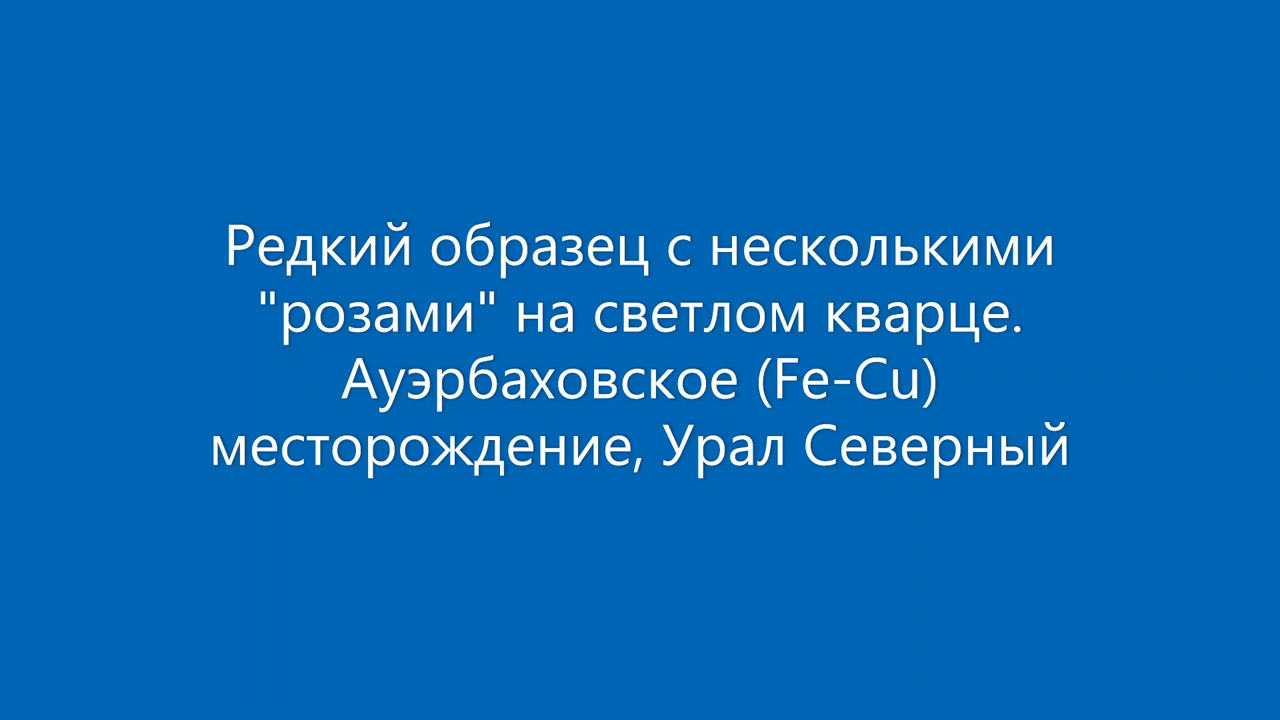 Редкий образец с несколькими
"розами" на светлом кварце.
Ауэрбаховское (Fe-Cu)
месторождение, Урал Северный